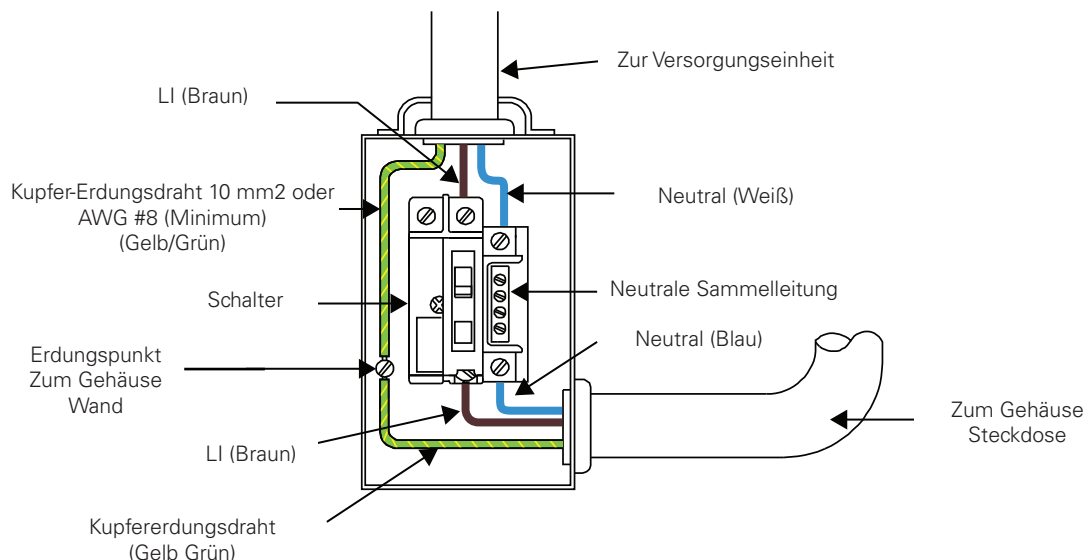 Zur Versorgungseinheit
LI (Braun)
Kupfer-Erdungsdraht 10 mm2 oder
AWG #8 (Minimum)
(Gelb/Grün)
Neutral (Weiß)
Schalter
Neutrale Sammelleitung
Neutral (Blau)
Erdungspunkt
Zum Gehäuse
Wand
Zum Gehäuse
Steckdose
LI (Braun)
Kupfererdungsdraht
(Gelb Grün)